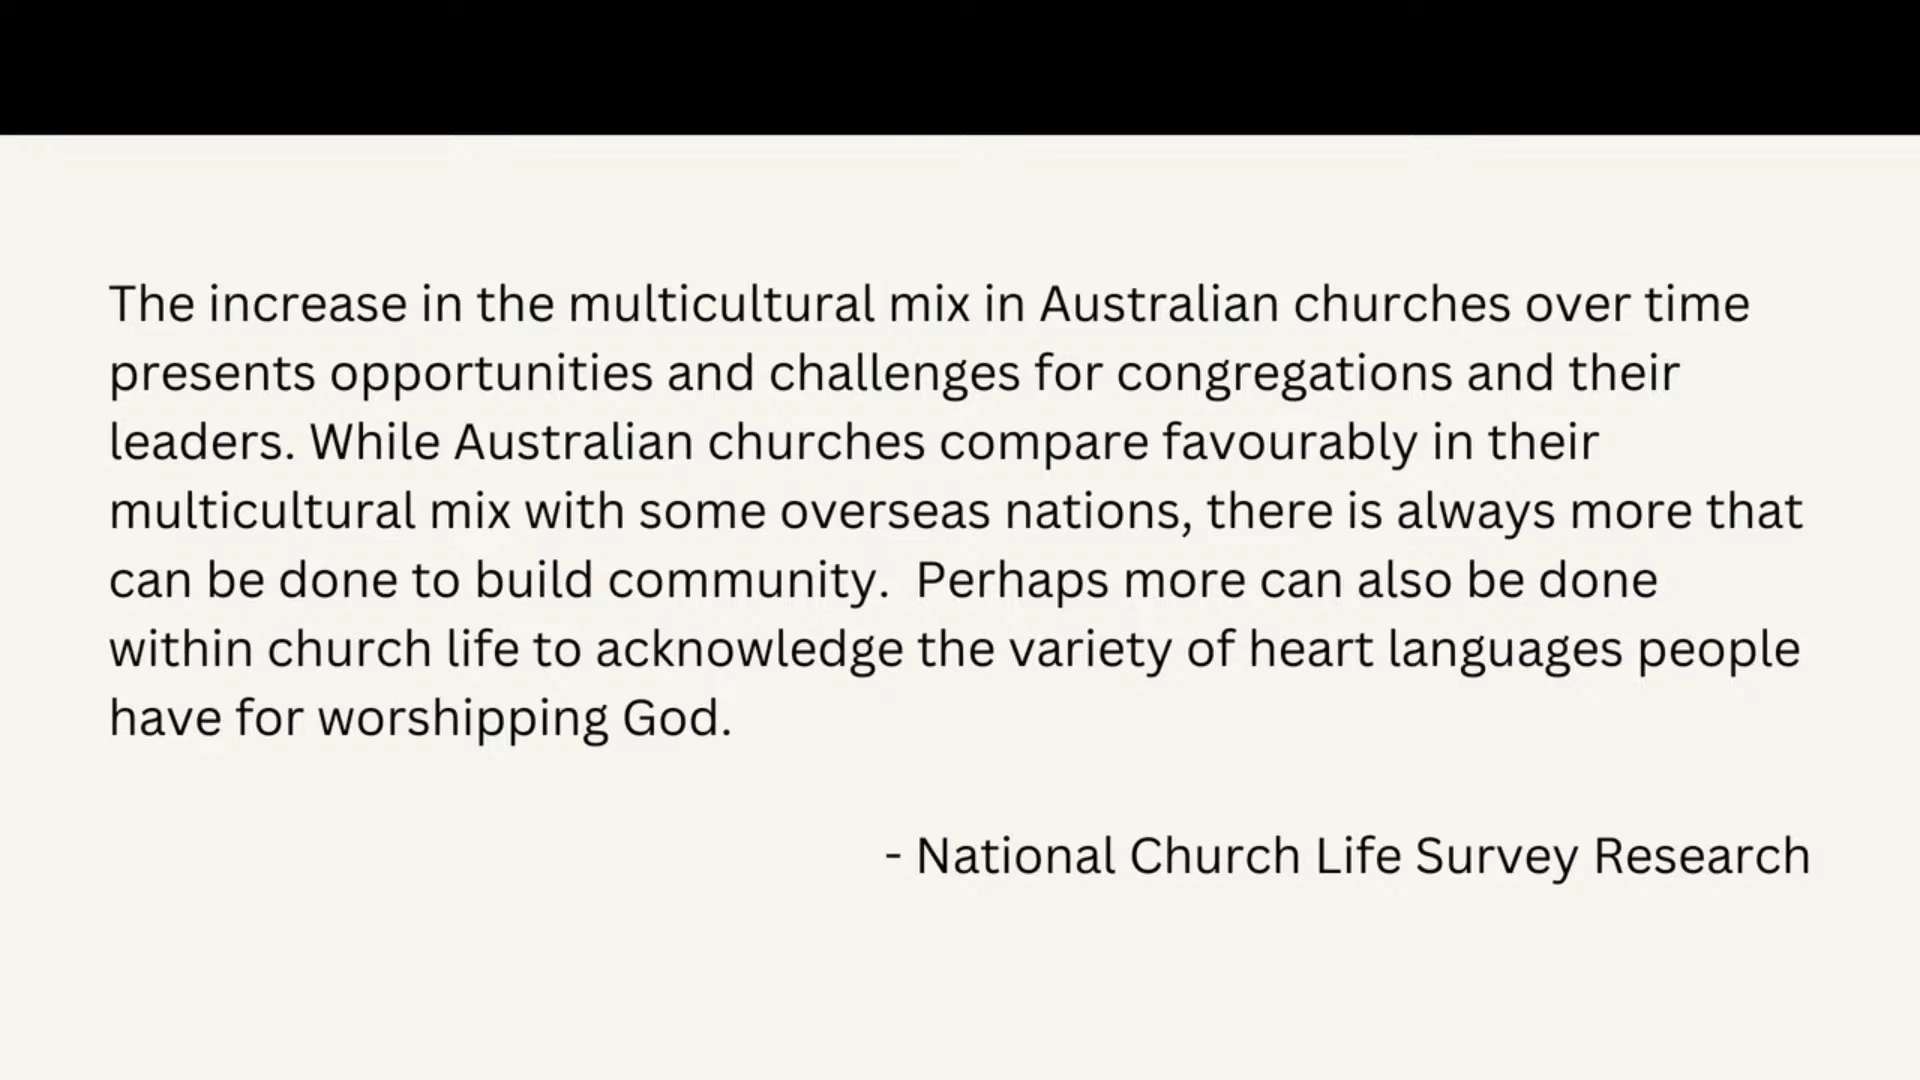 The increase in the multicultural mix in Australian churches over time
presents opportunities and challenges for congregations and their
leaders. While Australian churches compare favourably in their
multicultural mix with some overseas nations, there is always more that
can be done to build community.  Perhaps more can also be done
within church life to acknowledge the variety of heart languages people
have for worshipping God.
- National Church Life Survey Research